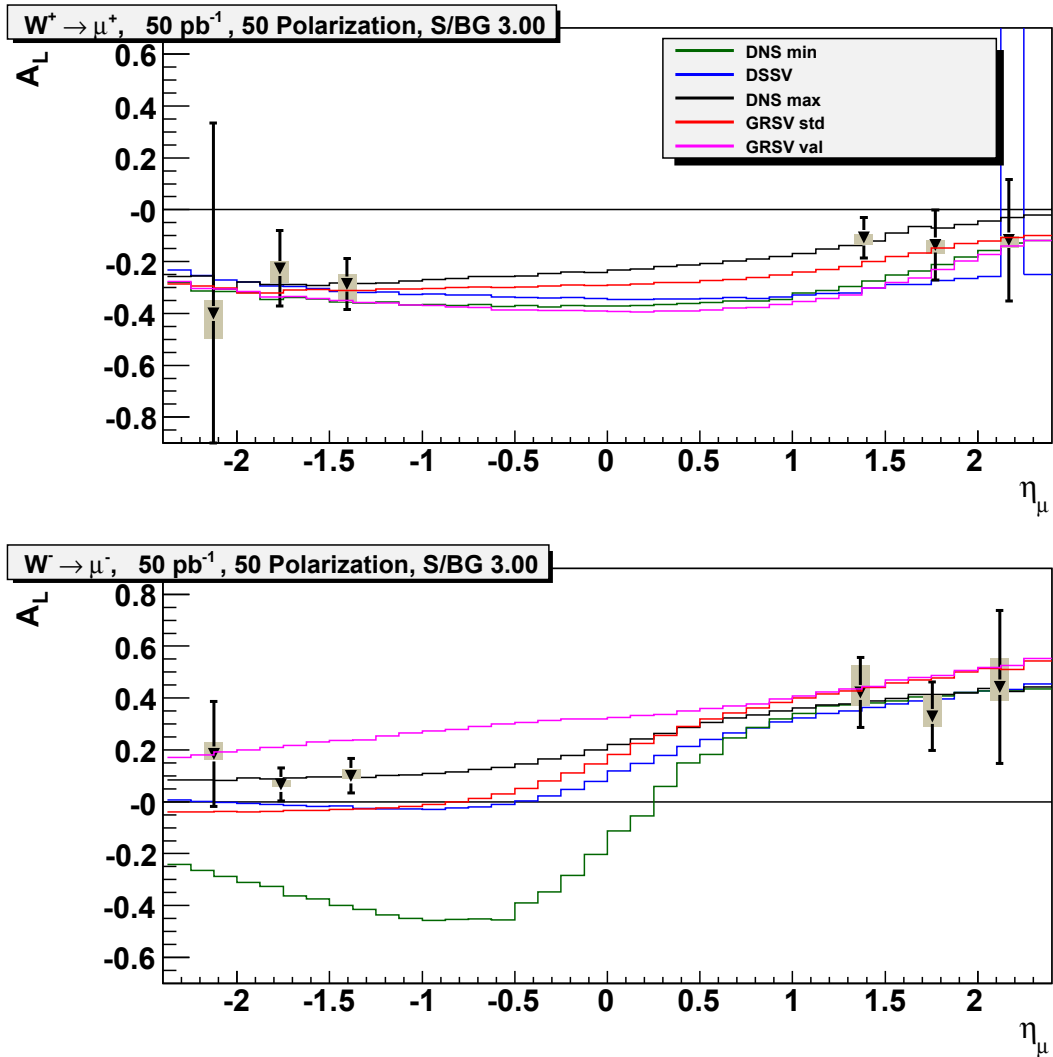 W⁺ → μ⁺, 50 pb⁻¹ , 50 Polarization, S/BG 3.00
A_L
DNS min
DSSV
DNS max
GRSV std
GRSV val
0.6
0.4
0.2
-0
-0.2
-0.4
-0.6
-0.8
-2 -1.5 -1 -0.5 0 0.5 1 1.5 2
η_μ
W⁻ → μ⁻, 50 pb⁻¹ , 50 Polarization, S/BG 3.00
A_L
0.8
0.6
0.4
0.2
-0
-0.2
-0.4
-0.6
-2 -1.5 -1 -0.5 0 0.5 1 1.5 2
η_μ